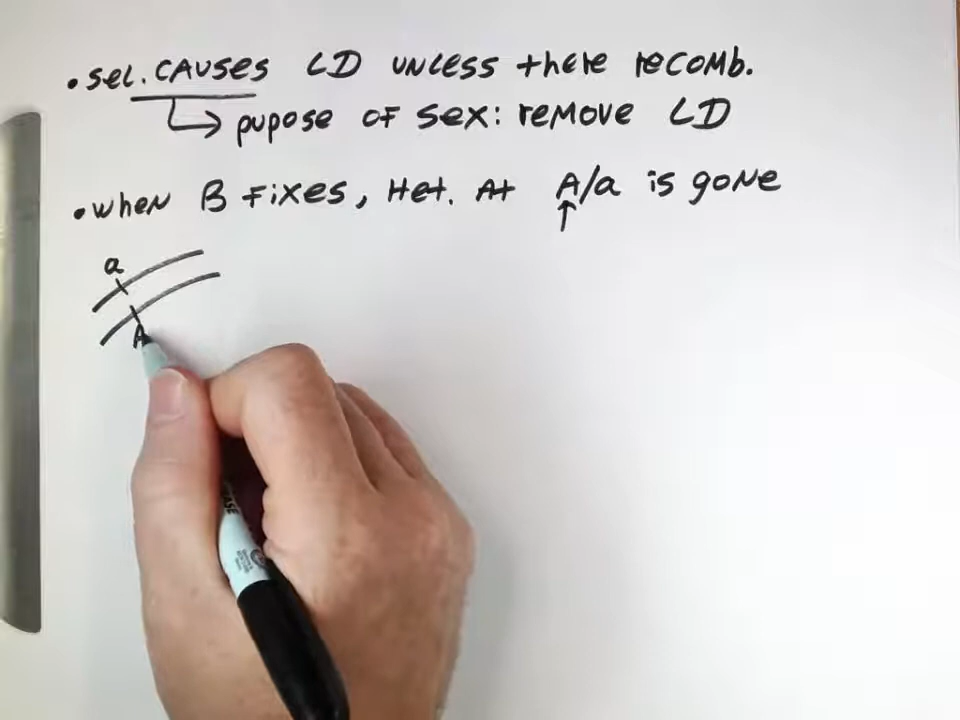 • sel. causes LD unless there recomb.
↳ pupose of sex: remove LD
• when B fixes, Het. At A/a is gone
a
A